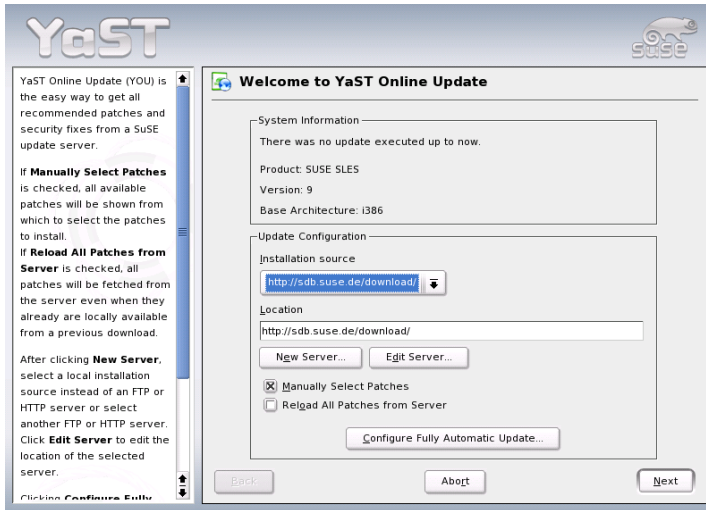 YaST
SUSE
YaST Online Update (YOU) is
the easy way to get all
recommended patches and
security fixes from a SuSE
update server.
If Manually Select Patches
is checked, all available
patches will be shown from
which to select the patches
to install.
If Reload All Patches from
Server is checked, all
patches will be fetched from
the server even when they
already are locally available
from a previous download.
After clicking New Server,
select a local installation
source instead of an FTP or
HTTP server or select
another FTP or HTTP server.
Click Edit Server to edit the
location of the selected
server.
Clicking Configure Fully
Welcome to YaST Online Update
System Information
There was no update executed up to now.
Product: SUSE SLES
Version: 9
Base Architecture: i386
Update Configuration
Installation source
http://sdb.suse.de/download/
Location
http://sdb.suse.de/download/
New Server... Edit Server...
Manually Select Patches
Reload All Patches from Server
Configure Fully Automatic Update...
Back Abort Next